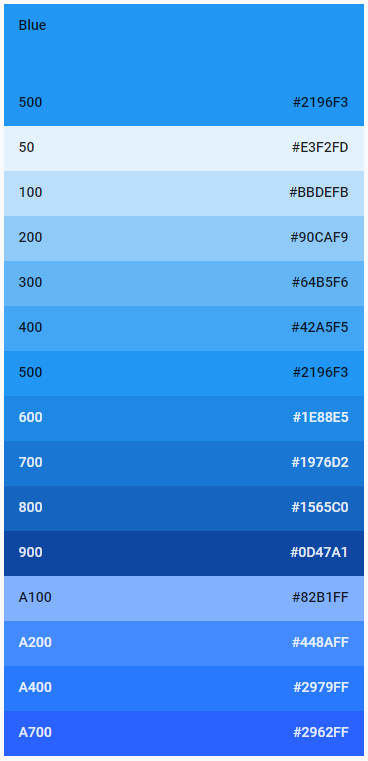 Blue
500 #2196F3
50 #E3F2FD
100 #BBDEFB
200 #90CAF9
300 #64B5F6
400 #42A5F5
500 #2196F3
600 #1E88E5
700 #1976D2
800 #1565C0
900 #0D47A1
A100 #82B1FF
A200 #448AFF
A400 #2979FF
A700 #2962FF